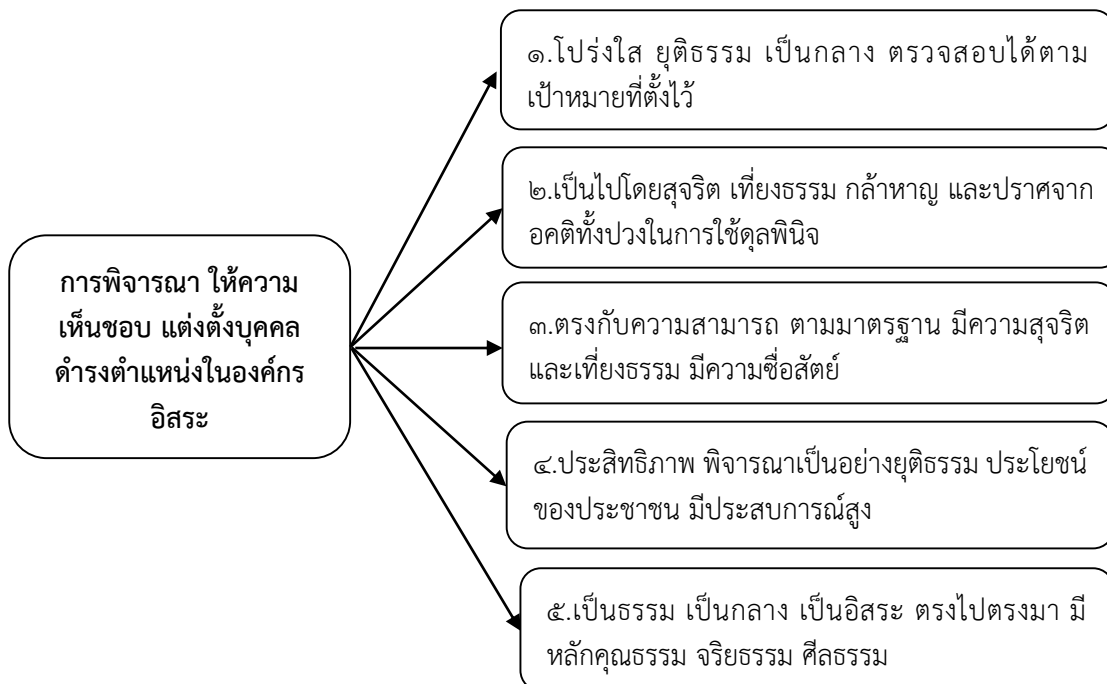 ๑.โปร่งใส ยุติธรรม เป็นกลาง ตรวจสอบได้ตาม
เป้าหมายที่ตั้งไว้
๒.เป็นไปโดยสุจริต เที่ยงธรรม กล้าหาญ และปราศจาก
อคติทั้งปวงในการใช้ดุลพินิจ
การพิจารณา ให้ความ
เห็นชอบ แต่งตั้งบุคคล
ดำรงตำแหน่งในองค์กร
อิสระ
๓.ตรงกับความสามารถ ตามมาตรฐาน มีความสุจริต
และเที่ยงธรรม มีความซื่อสัตย์
๔.ประสิทธิภาพ พิจารณาเป็นอย่างยุติธรรม ประโยชน์
ของประชาชน มีประสบการณ์สูง
๕.เป็นธรรม เป็นกลาง เป็นอิสระ ตรงไปตรงมา มี
หลักคุณธรรม จริยธรรม ศีลธรรม